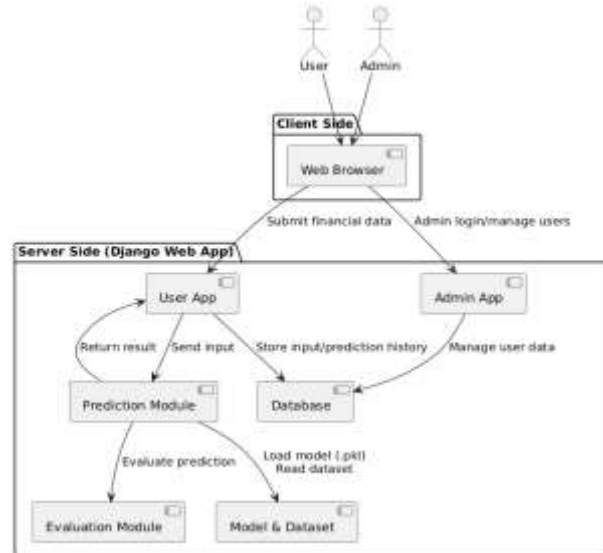 User
Admin
Client Side
Web Browser
Submit financial data
Admin login/manage users
Server Side (Django Web App)
User App
Admin App
Return result
Send input
Store input/prediction history
Manage user data
Prediction Module
Database
Evaluate prediction
Load model (.pkl)
Read dataset
Evaluation Module
Model & Dataset